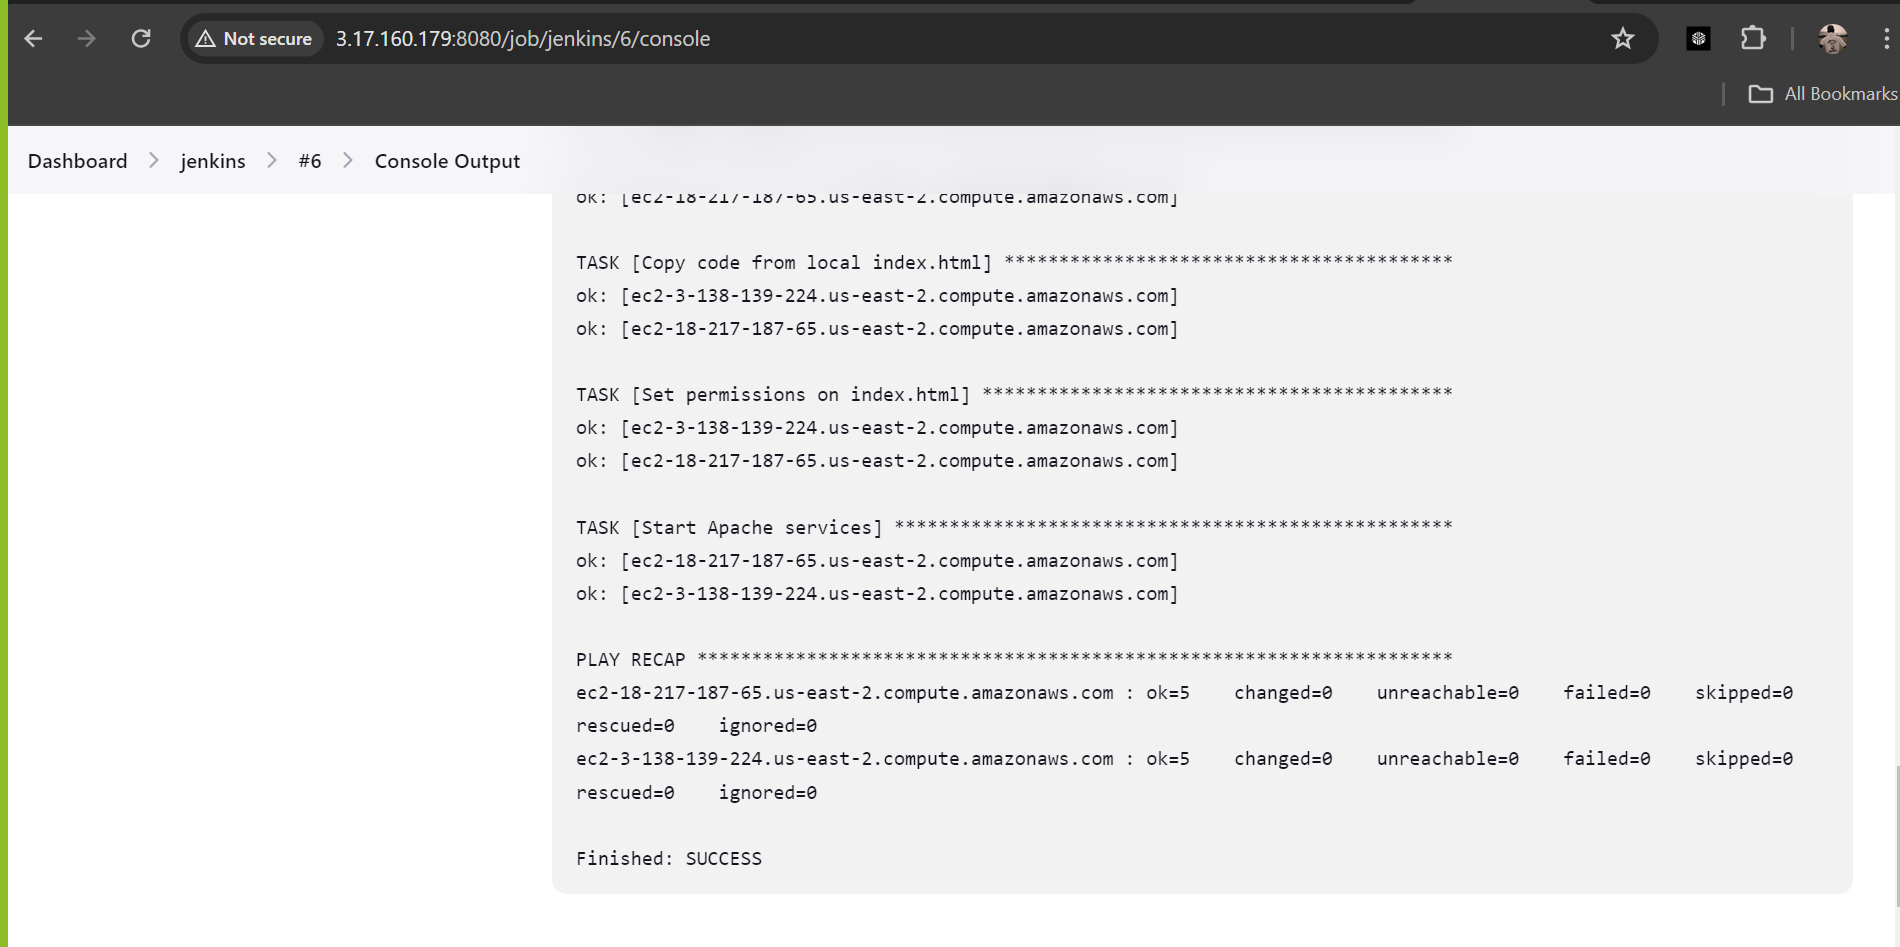 Not secure 3.17.160.179:8080/job/jenkins/6/console
All Bookmarks
Dashboard > jenkins > #6 > Console Output
ok: [ec2-18-217-187-65.us-east-2.compute.amazonaws.com]
TASK [Copy code from local index.html] *****************************************
ok: [ec2-3-138-139-224.us-east-2.compute.amazonaws.com]
ok: [ec2-18-217-187-65.us-east-2.compute.amazonaws.com]
TASK [Set permissions on index.html] *******************************************
ok: [ec2-3-138-139-224.us-east-2.compute.amazonaws.com]
ok: [ec2-18-217-187-65.us-east-2.compute.amazonaws.com]
TASK [Start Apache services] ***************************************************
ok: [ec2-18-217-187-65.us-east-2.compute.amazonaws.com]
ok: [ec2-3-138-139-224.us-east-2.compute.amazonaws.com]
PLAY RECAP *********************************************************************
ec2-18-217-187-65.us-east-2.compute.amazonaws.com : ok=5    changed=0    unreachable=0    failed=0    skipped=0
rescued=0    ignored=0
ec2-3-138-139-224.us-east-2.compute.amazonaws.com : ok=5    changed=0    unreachable=0    failed=0    skipped=0
rescued=0    ignored=0
Finished: SUCCESS